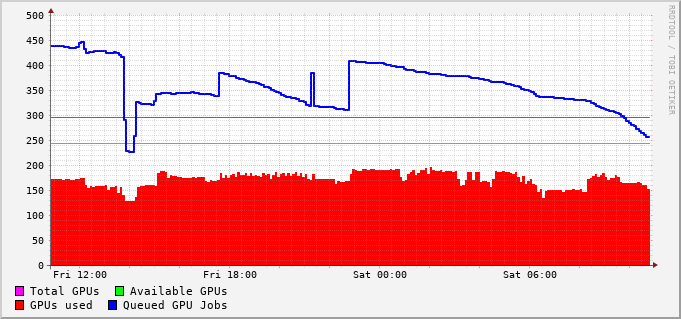 500
450
400
350
300
250
200
150
100
50
0
Fri 12:00 Fri 18:00 Sat 00:00 Sat 06:00
Total GPUs Available GPUs
GPUs used Queued GPU Jobs
RRDTOOL / TOBI OETIKER